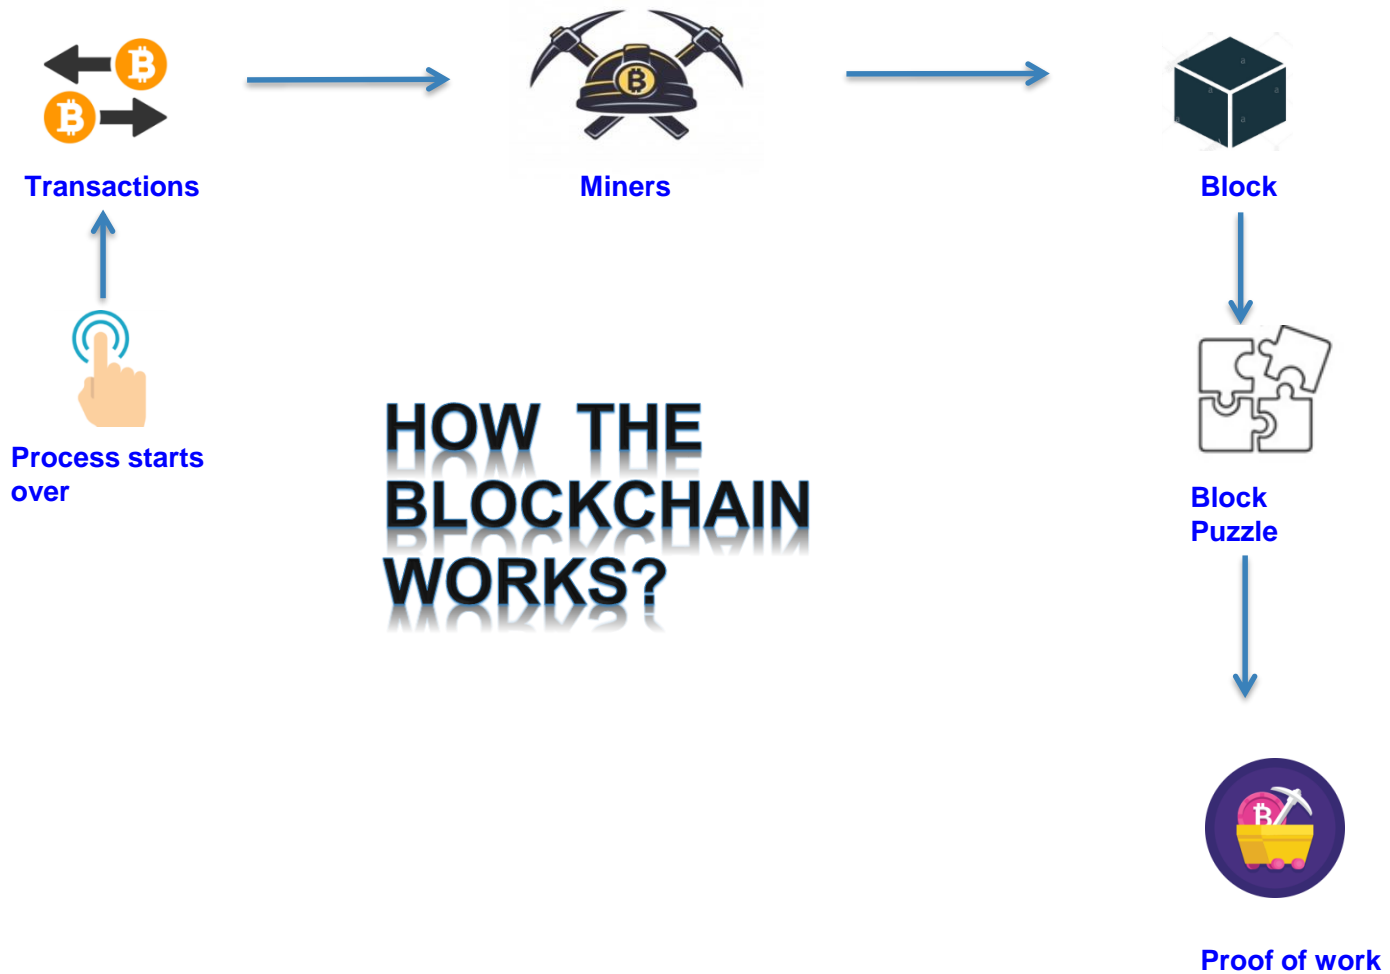 Transactions
Miners
Block
Process starts
over
HOW THE
BLOCKCHAIN
WORKS?
Block
Puzzle
Proof of work